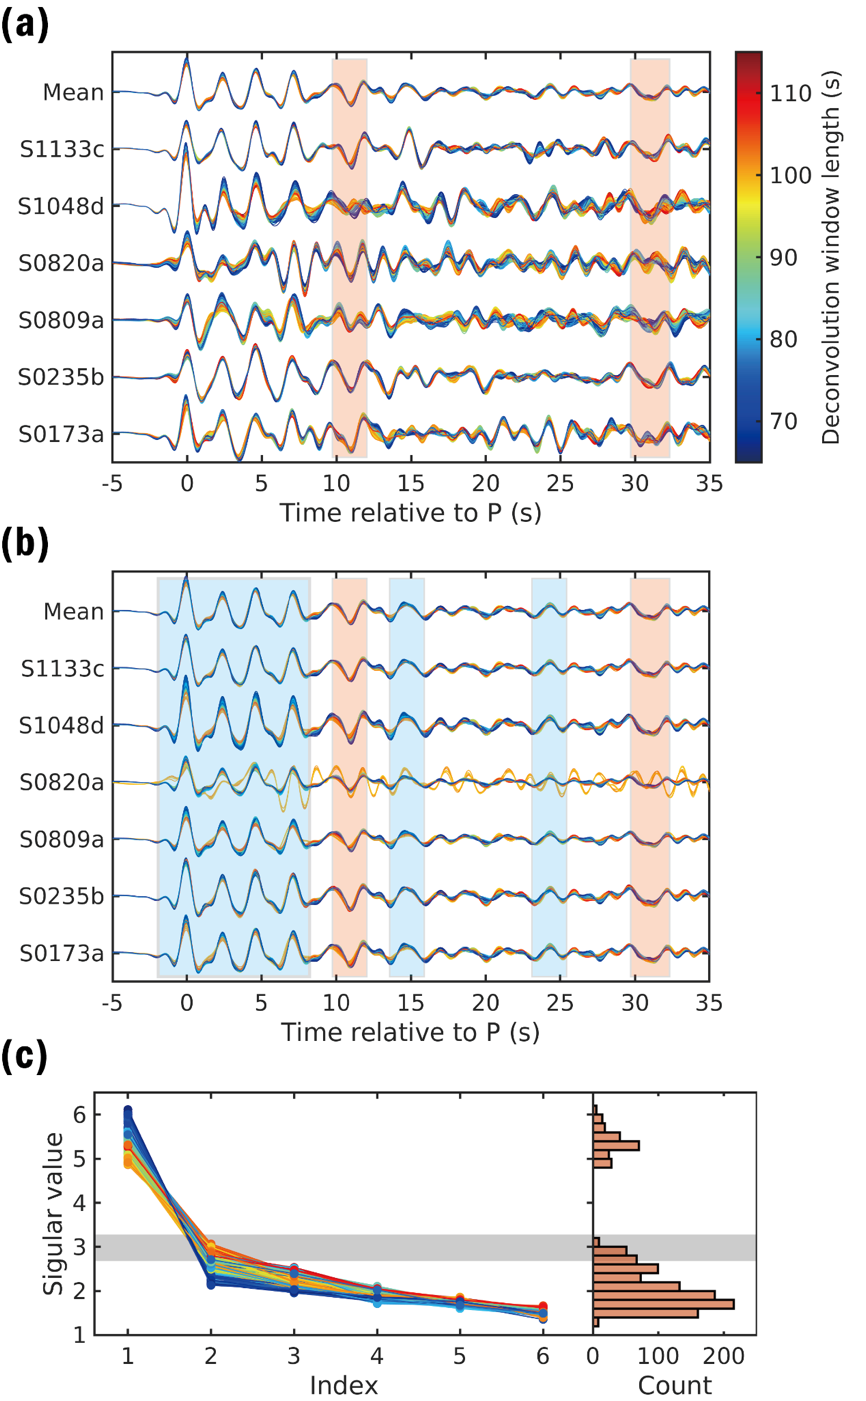 (a)
Mean
S1133c
S1048d
S0820a
S0809a
S0235b
S0173a
-5 0 5 10 15 20 25 30 35
Time relative to P (s)
110
100
90
80
70
Deconvolution window length (s)
(b)
Mean
S1133c
S1048d
S0820a
S0809a
S0235b
S0173a
-5 0 5 10 15 20 25 30 35
Time relative to P (s)
(c)
6
5
4
3
2
1
Sigular value
1 2 3 4 5 6
Index
0 100 200
Count